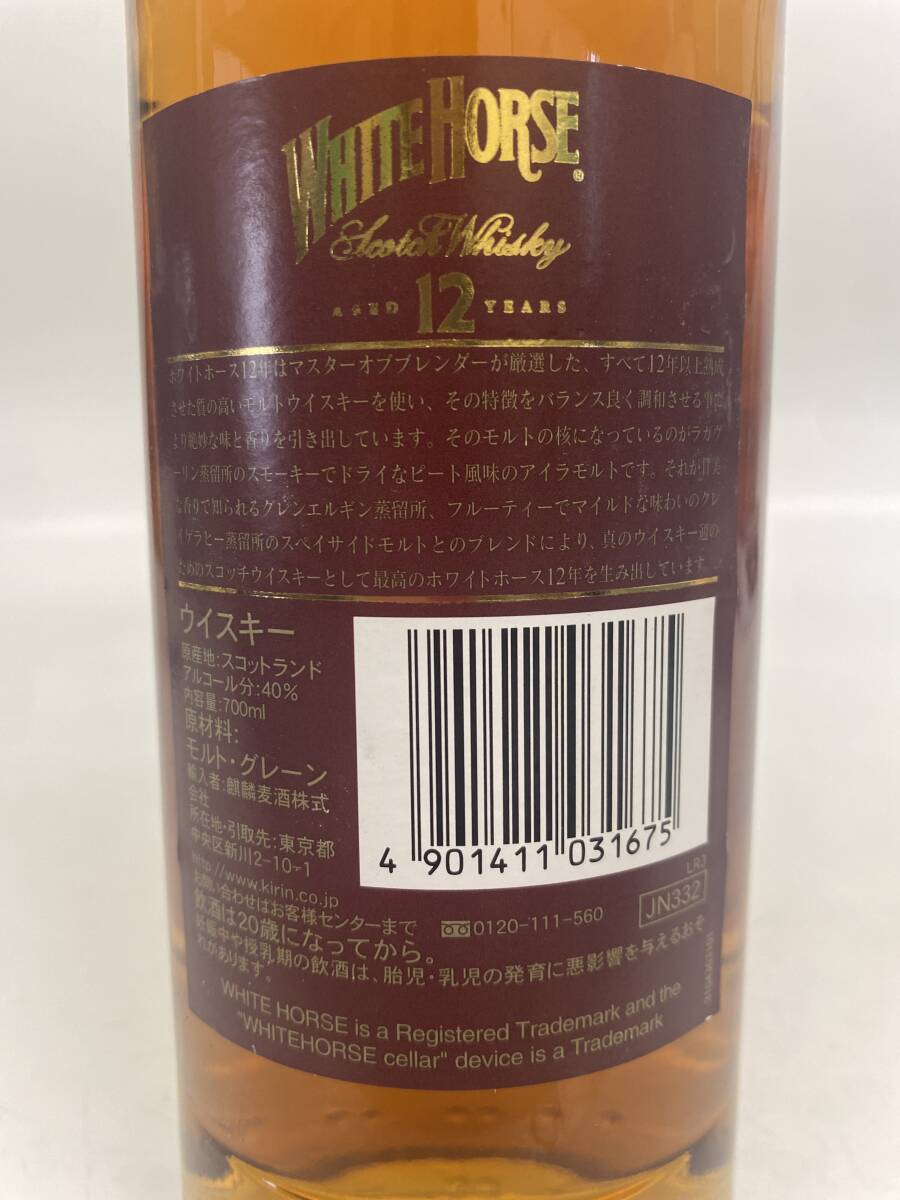 WHITE HORSE
Scotch Whisky
AGED 12 YEARS
ホワイトホース12年はマスターオブブレンダーが厳選した、すべて12年以上熟成
させた質の高いモルトウイスキーを使い、その特徴をバランス良く調和させる事に
より絶妙な味と香りを引き出しています。そのモルトの核になっているのがラガヴ
ーリン蒸留所のスモーキーでドライなピート風味のアイラモルトです。それが
な香りで知られるグレンエルギン蒸留所、フルーティーでマイルドな味わいのクレ
イゲラヒー蒸留所のスペイサイドモルトとのブレンドにより、真のウイスキー通の
ためのスコッチウイスキーとして最高のホワイトホース12年を生み出しています。
ウイスキー
原産地:スコットランド
アルコール分:40%
内容量:700ml
原材料:
モルト・グレーン
輸入者:麒麟麦酒株式
会社
所在地・引取先:東京都
中央区新川2-10-1
http://www.kirin.co.jp
お問い合わせはお客様センターまで 0120-111-560
飲酒は20歳になってから。
妊娠中や授乳期の飲酒は、胎児・乳児の発育に悪影響を与えるおそ
れがあります。
4 901411 031675
LR3
JN332
WHITE HORSE is a Registered Trademark and the
"WHITEHORSE cellar" device is a Trademark